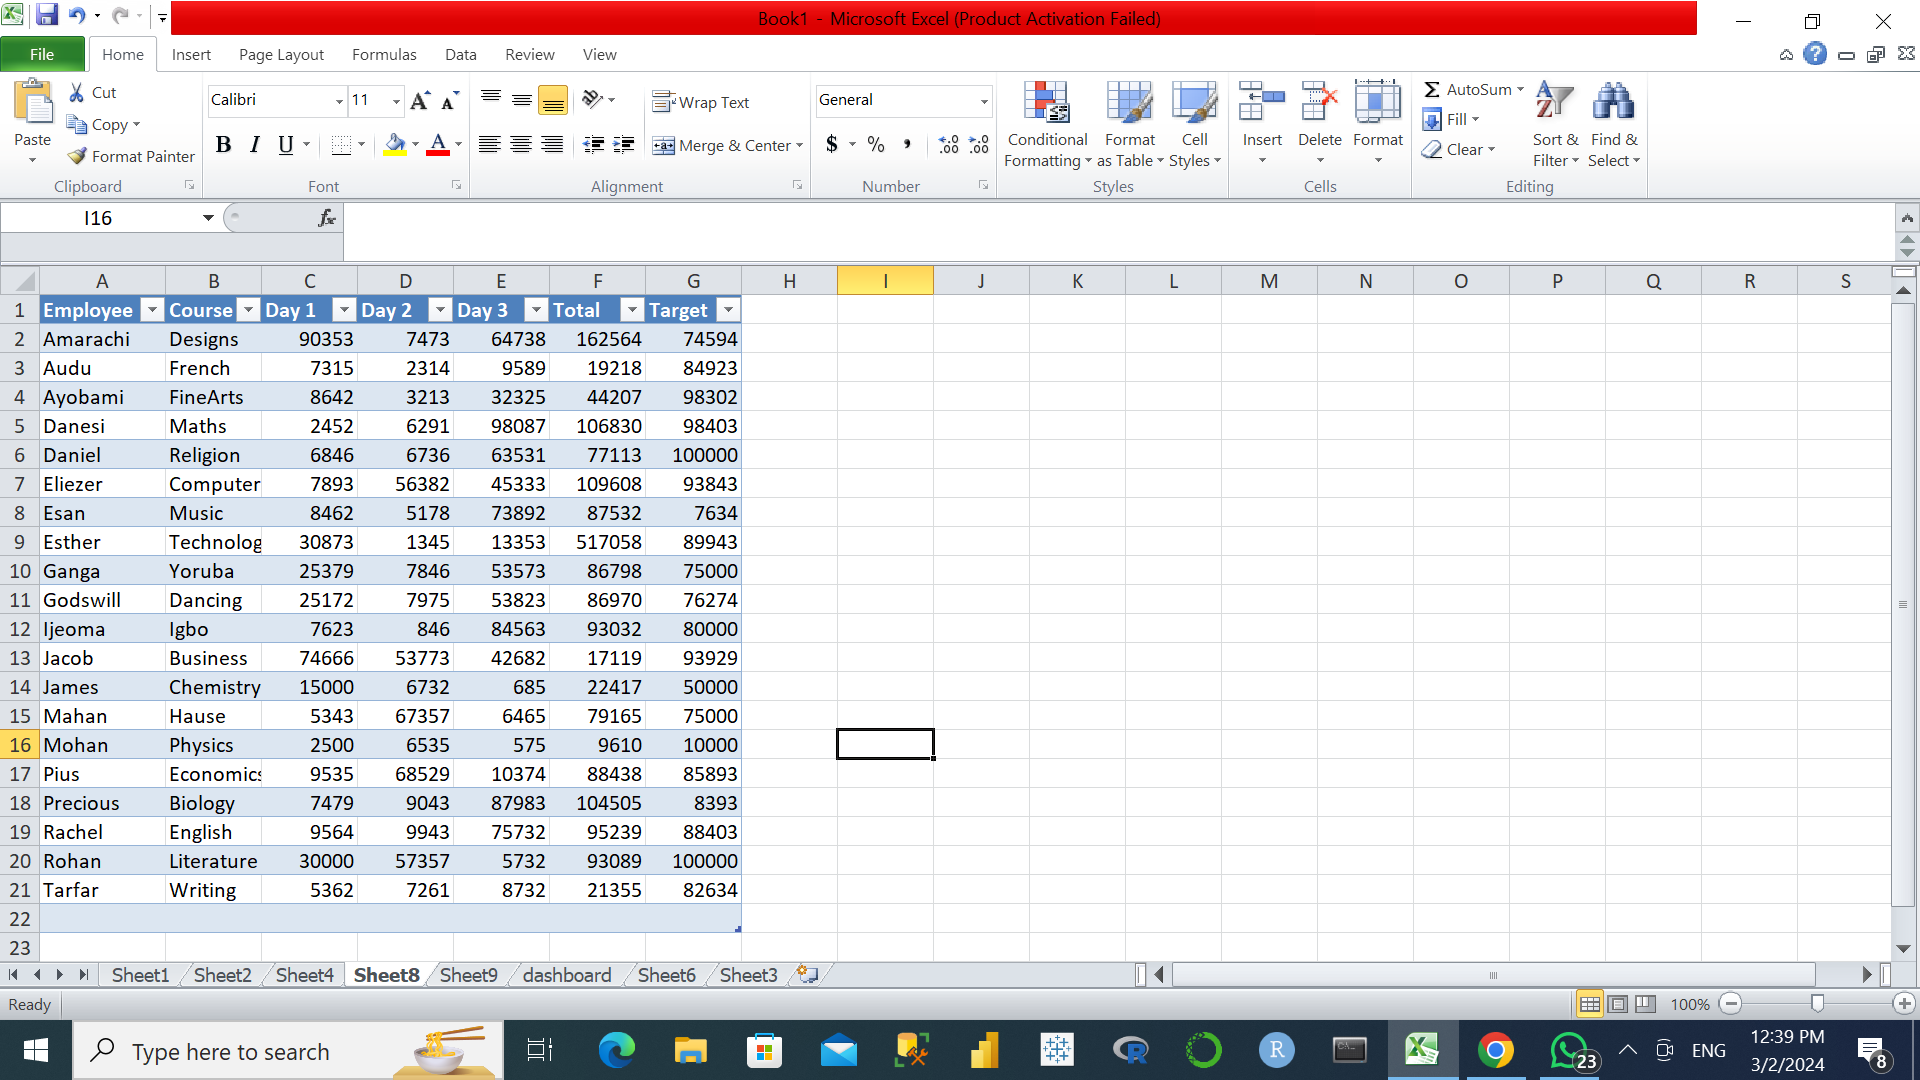 Book1 - Microsoft Excel (Product Activation Failed)
File Home Insert Page Layout Formulas Data Review View
Paste Cut Copy Format Painter
Clipboard
Calibri 11
B I U A
Font
Wrap Text
Merge & Center
Alignment
General
$ % ,
Number
Conditional Formatting Format as Table Cell Styles
Styles
Insert Delete Format
Cells
Σ AutoSum Fill Clear
Sort & Filter Find & Select
Editing
I16 fx
A B C D E F G H I J K L M N O P Q R S
1 Employee Course Day 1 Day 2 Day 3 Total Target
2 Amarachi Designs 90353 7473 64738 162564 74594
3 Audu French 7315 2314 9589 19218 84923
4 Ayobami FineArts 8642 3213 32325 44207 98302
5 Danesi Maths 2452 6291 98087 106830 98403
6 Daniel Religion 6846 6736 63531 77113 100000
7 Eliezer Computer 7893 56382 45333 109608 93843
8 Esan Music 8462 5178 73892 87532 7634
9 Esther Technolog 30873 1345 13353 517058 89943
10 Ganga Yoruba 25379 7846 53573 86798 75000
11 Godswill Dancing 25172 7975 53823 86970 76274
12 Ijeoma Igbo 7623 846 84563 93032 80000
13 Jacob Business 74666 53773 42682 17119 93929
14 James Chemistry 15000 6732 685 22417 50000
15 Mahan Hause 5343 67357 6465 79165 75000
16 Mohan Physics 2500 6535 575 9610 10000
17 Pius Economics 9535 68529 10374 88438 85893
18 Precious Biology 7479 9043 87983 104505 8393
19 Rachel English 9564 9943 75732 95239 88403
20 Rohan Literature 30000 57357 5732 93089 100000
21 Tarfar Writing 5362 7261 8732 21355 82634
22
23
Sheet1 Sheet2 Sheet4 Sheet8 Sheet9 dashboard Sheet6 Sheet3
Ready 100%
Type here to search 23 ENG 12:39 PM 8
3/2/2024